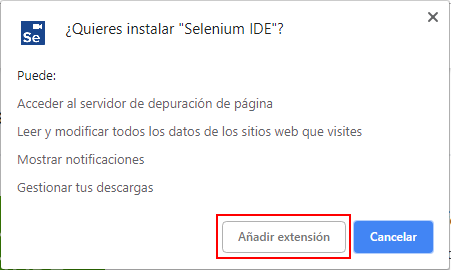 Se
¿Quieres instalar "Selenium IDE"?
Puede:
Acceder al servidor de depuración de página
Leer y modificar todos los datos de los sitios web que visites
Mostrar notificaciones
Gestionar tus descargas
Añadir extensión
Cancelar